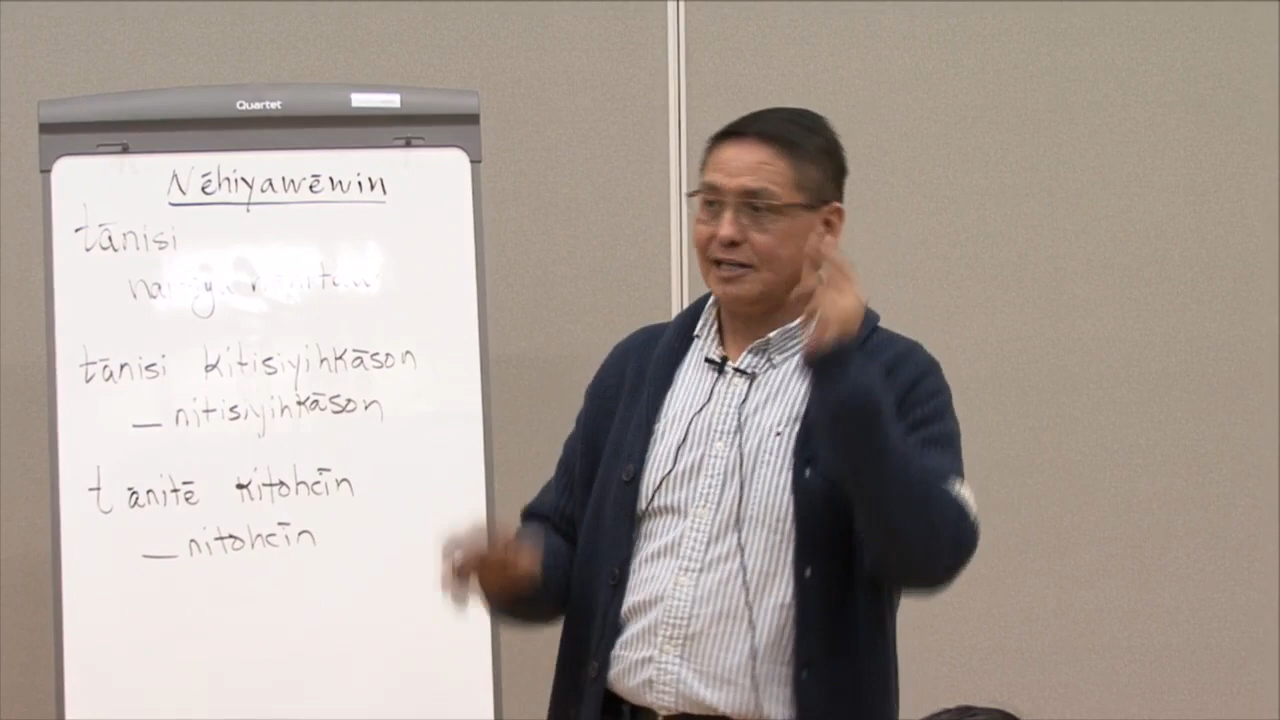 Quartet
Nēhiyawēwin
tānisi
tānisi kitisiyihkāson
_ nitisiyihkāson
tānitē kitohcīn
_ nitohcīn